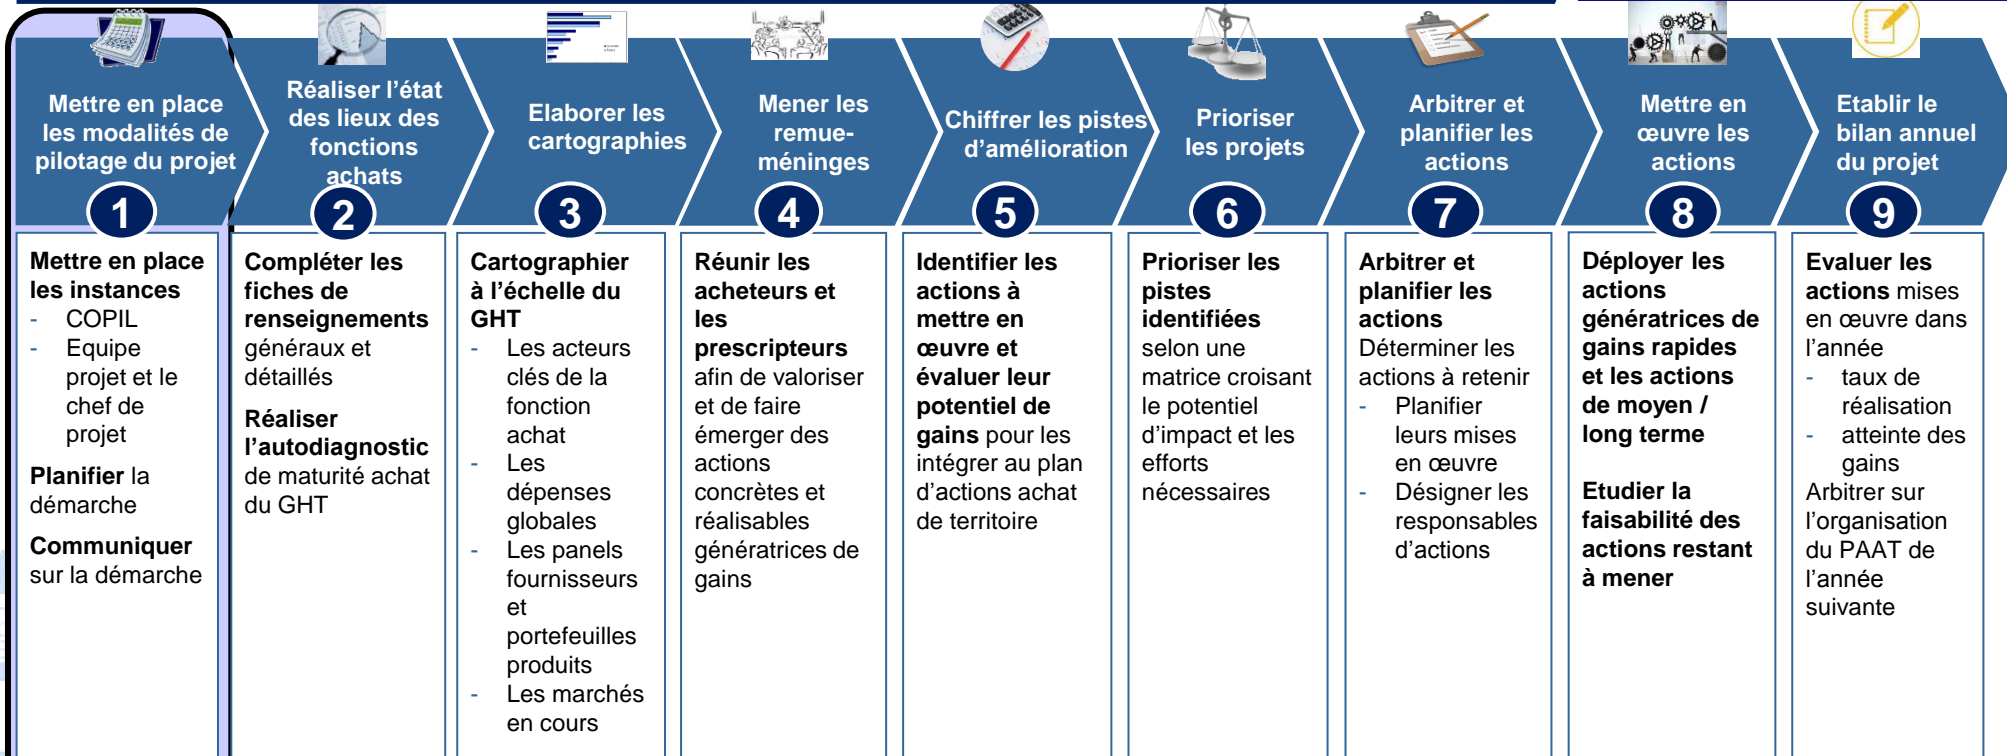 Mettre en place
les modalités de
pilotage du projet
1
Réaliser l’état
des lieux des
fonctions
achats
2
Elaborer les
cartographies
3
Mener les
remue-
méninges
4
Chiffrer les pistes
d’amélioration
5
Prioriser
les projets
6
Arbitrer et
planifier les
actions
7
Mettre en
œuvre les
actions
8
Etablir le
bilan annuel
du projet
9
Mettre en place
les instances
- COPIL
- Equipe
projet et le
chef de
projet
Planifier la
démarche
Communiquer
sur la démarche
Compléter les
fiches de
renseignements
généraux et
détaillés
Réaliser
l’autodiagnostic
de maturité achat
du GHT
Cartographier
à l’échelle du
GHT
- Les acteurs
clés de la
fonction
achat
- Les
dépenses
globales
- Les panels
fournisseurs
et
portefeuilles
produits
- Les marchés
en cours
Réunir les
acheteurs et
les
prescripteurs
afin de valoriser
et de faire
émerger des
actions
concrètes et
réalisables
génératrices de
gains
Identifier les
actions à
mettre en
œuvre et
évaluer leur
potentiel de
gains pour les
intégrer au plan
d’actions achat
de territoire
Prioriser les
pistes
identifiées
selon une
matrice croisant
le potentiel
d’impact et les
efforts
nécessaires
Arbitrer et
planifier les
actions
Déterminer les
actions à retenir
- Planifier
leurs mises
en œuvre
- Désigner les
responsables
d’actions
Déployer les
actions
génératrices de
gains rapides
et les actions
de moyen /
long terme
Etudier la
faisabilité des
actions restant
à mener
Evaluer les
actions mises
en œuvre dans
l’année
- taux de
réalisation
- atteinte des
gains
Arbitrer sur
l’organisation
du PAAT de
l’année
suivante